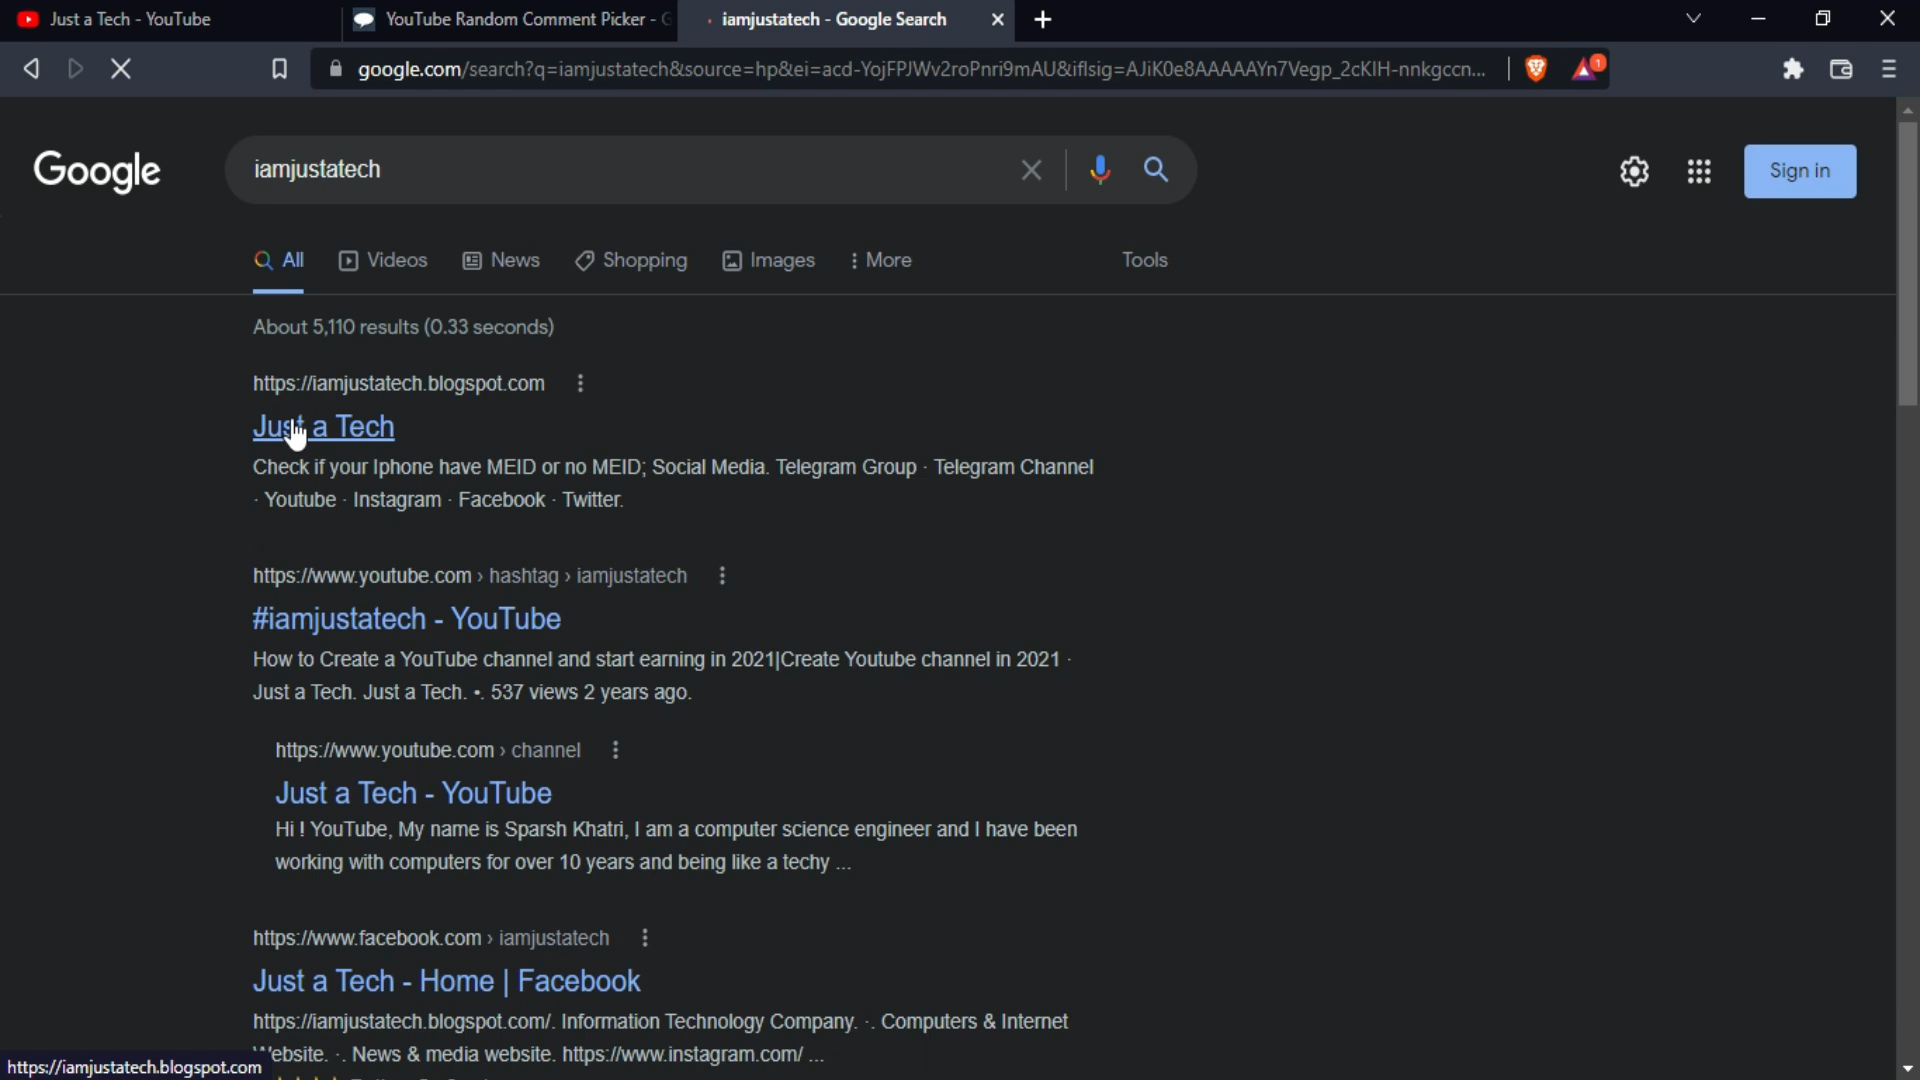 Just a Tech - YouTube
YouTube Random Comment Picker - G
iamjustatech - Google Search
google.com/search?q=iamjustatech&source=hp&ei=acd-YojFPJWv2roPnri9mAU&iflsig=AJiK0e8AAAAAYn7Vegp_2cKIH-nnkgccn...
1
Google
iamjustatech
Sign in
All
Videos
News
Shopping
Images
More
Tools
About 5,110 results (0.33 seconds)
https://iamjustatech.blogspot.com
Just a Tech
Check if your Iphone have MEID or no MEID; Social Media. Telegram Group · Telegram Channel
· Youtube · Instagram · Facebook · Twitter.
https://www.youtube.com › hashtag › iamjustatech
#iamjustatech - YouTube
How to Create a YouTube channel and start earning in 2021|Create Youtube channel in 2021 ·
Just a Tech. Just a Tech. •. 537 views 2 years ago.
https://www.youtube.com › channel
Just a Tech - YouTube
Hi ! YouTube, My name is Sparsh Khatri, I am a computer science engineer and I have been
working with computers for over 10 years and being like a techy ...
https://www.facebook.com › iamjustatech
Just a Tech - Home | Facebook
https://iamjustatech.blogspot.com/. Information Technology Company. ·. Computers & Internet
Website. ·. News & media website. https://www.instagram.com/ ...
https://iamjustatech.blogspot.com